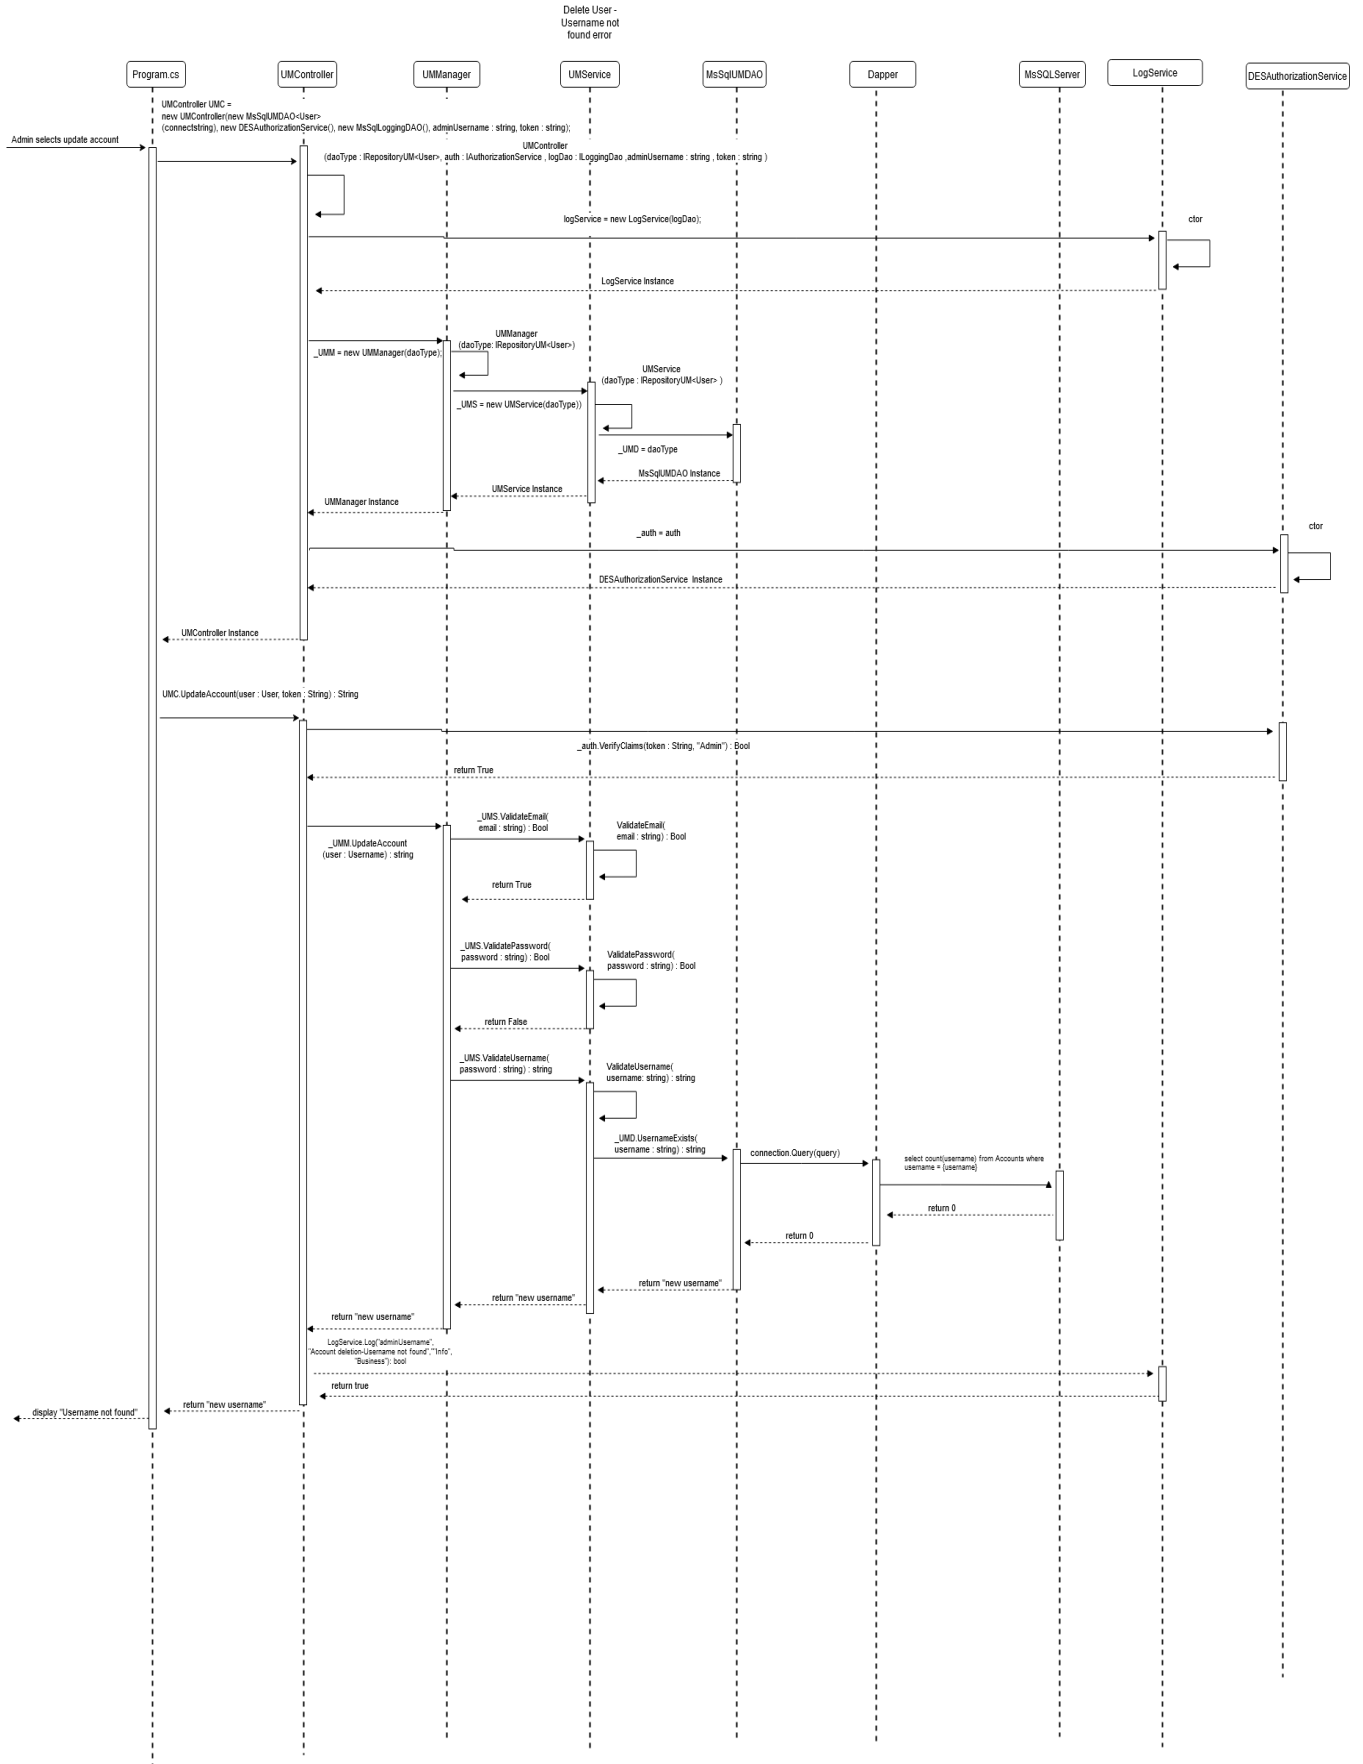 Delete User -
Username not
found error
Program.cs
UMController
UMManager
UMService
MsSqlUMDAO
Dapper
MsSQLServer
LogService
DESAuthorizationService
UMController UMC =
new UMController(new MsSqlUMDAO<User>
(connectstring), new DESAuthorizationService(), new MsSqlLoggingDAO(), adminUsername : string, token : string);
Admin selects update account
UMController
(daoType : IRepositoryUM<User>, auth : IAuthorizationService , logDao : ILoggingDao ,adminUsername : string , token : string )
logService = new LogService(logDao);
ctor
LogService Instance
UMManager
(daoType: IRepositoryUM<User>)
_UMM = new UMManager(daoType);
UMService
(daoType : IRepositoryUM<User> )
_UMS = new UMService(daoType))
_UMD = daoType
MsSqlUMDAO Instance
UMService Instance
UMManager Instance
ctor
_auth = auth
DESAuthorizationService Instance
UMController Instance
UMC.UpdateAccount(user : User, token : String) : String
_auth.VerifyClaims(token : String, "Admin") : Bool
return True
_UMS.ValidateEmail(
email : string) : Bool
ValidateEmail(
email : string) : Bool
_UMM.UpdateAccount
(user : Username) : string
return True
_UMS.ValidatePassword(
password : string) : Bool
ValidatePassword(
password : string) : Bool
return False
_UMS.ValidateUsername(
password : string) : string
ValidateUsername(
username: string) : string
_UMD.UsernameExists(
username : string) : string
connection.Query(query)
select count(username) from Accounts where
username = {username}
return 0
return 0
return "new username"
return "new username"
return "new username"
LogService.Log("adminUsername",
"Account deletion-Username not found","Info",
"Business"): bool
return true
return "new username"
display "Username not found"